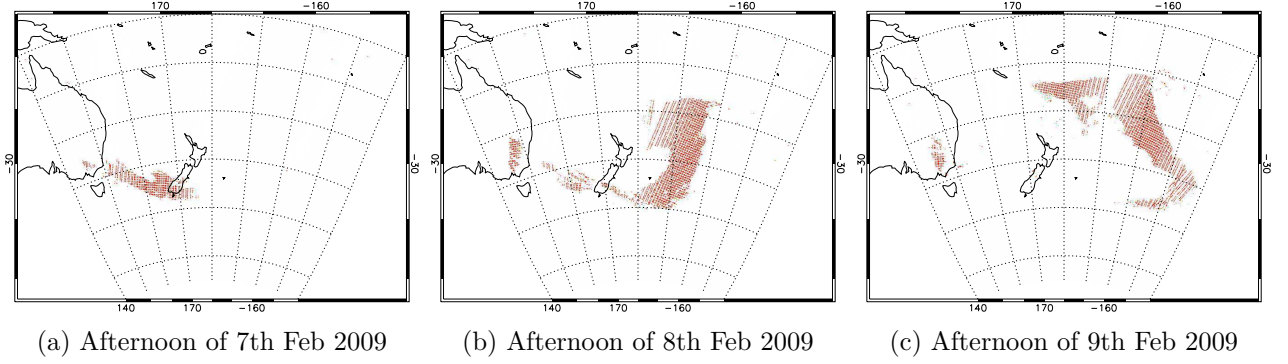 170 -160 170 -160 170 -160
-30 -30 -30 -30 -30 -30
140 170 -160 140 170 -160 140 170 -160
(a) Afternoon of 7th Feb 2009 (b) Afternoon of 8th Feb 2009 (c) Afternoon of 9th Feb 2009